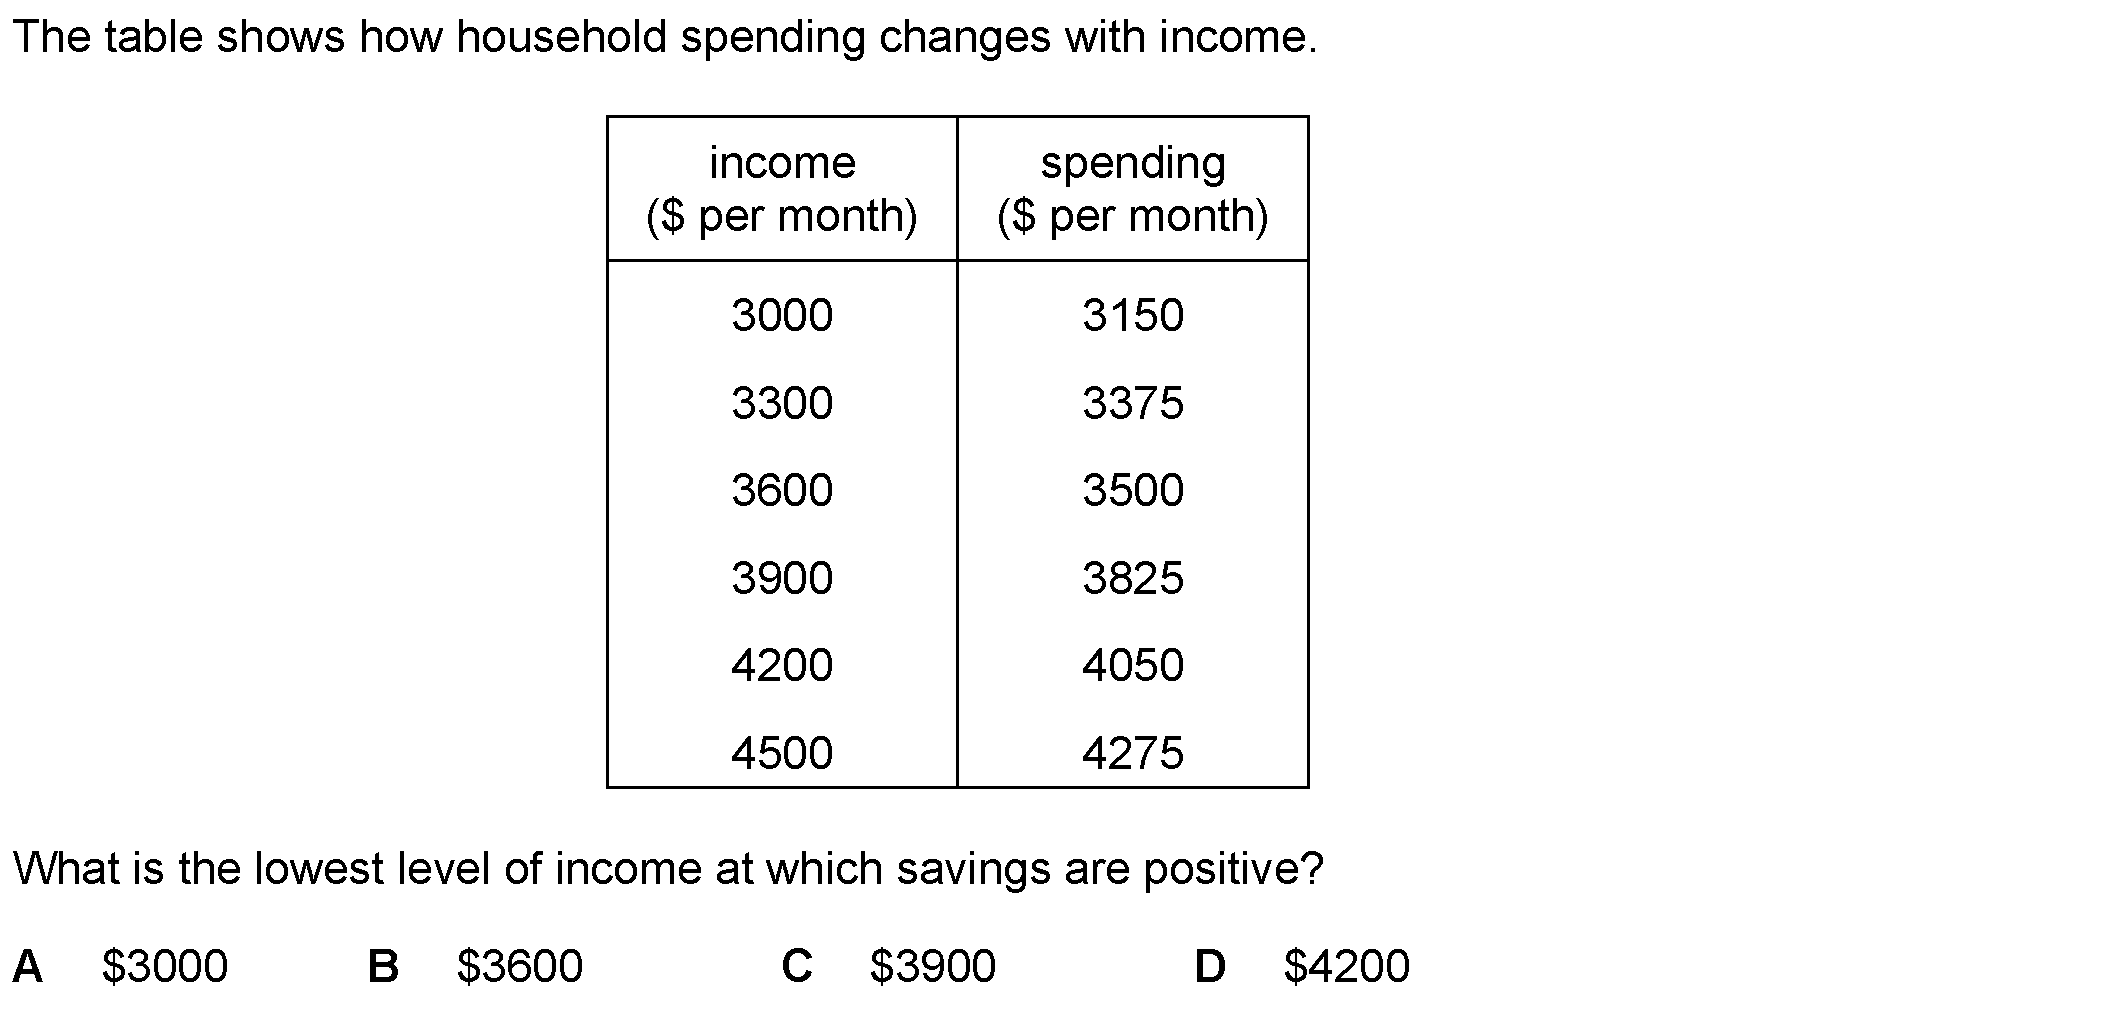 The table shows how household spending changes with income.
income spending
($ per month) ($ per month)
3000 3150
3300 3375
3600 3500
3900 3825
4200 4050
4500 4275
What is the lowest level of income at which savings are positive?
A $3000 B $3600 C $3900 D $4200